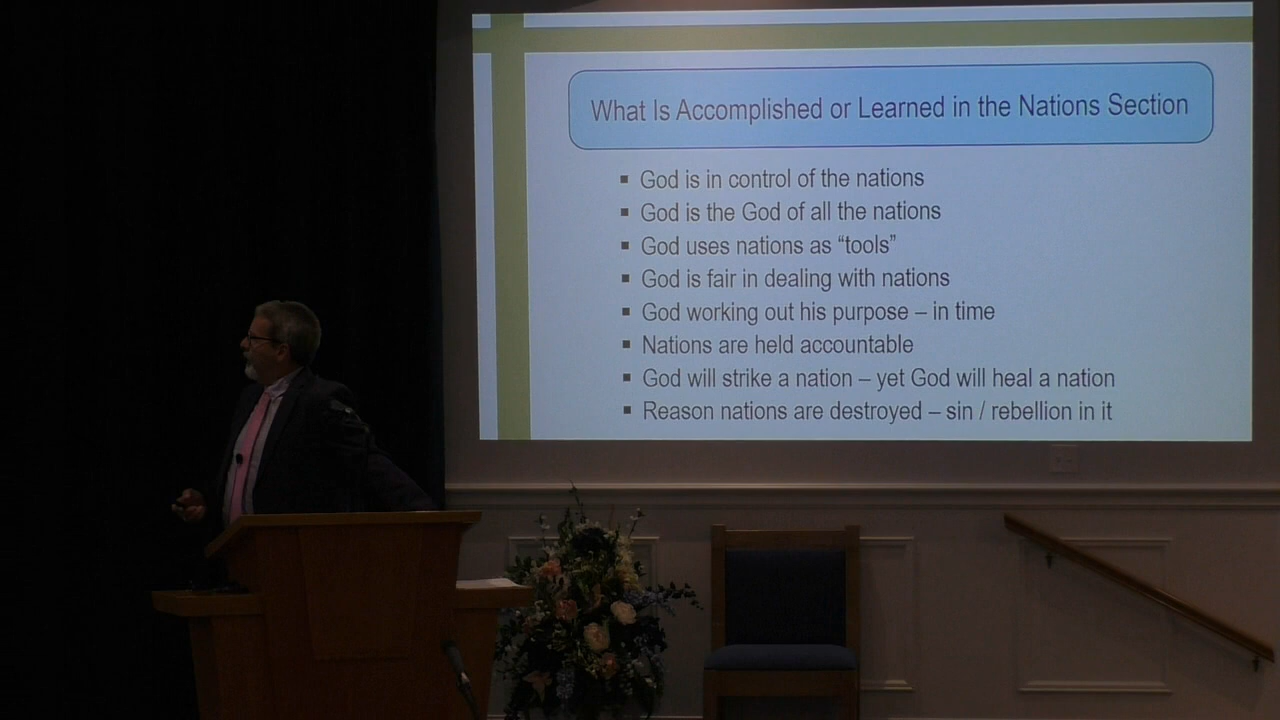 What Is Accomplished or Learned in the Nations Section
▪ God is in control of the nations
▪ God is the God of all the nations
▪ God uses nations as “tools”
▪ God is fair in dealing with nations
▪ God working out his purpose – in time
▪ Nations are held accountable
▪ God will strike a nation – yet God will heal a nation
▪ Reason nations are destroyed – sin / rebellion in it